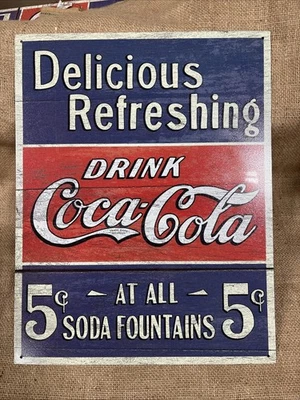 Delicious
Refreshing
DRINK
Coca-Cola
5¢ AT ALL 5¢
SODA FOUNTAINS